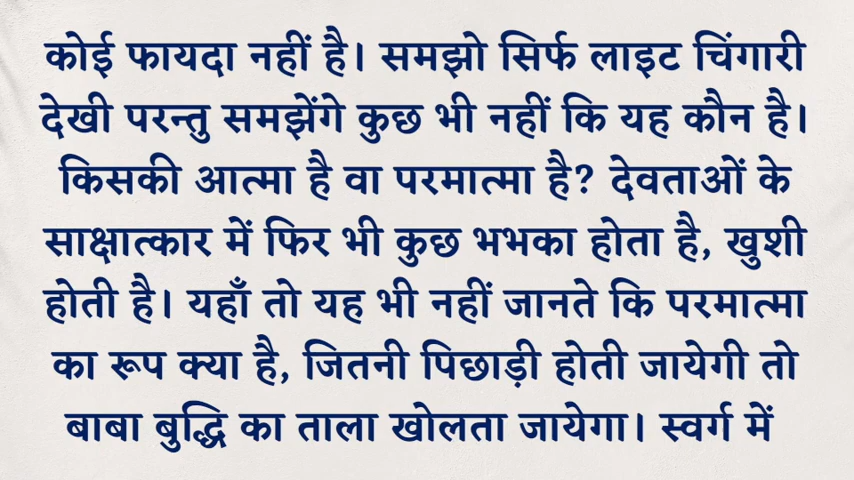 कोई फायदा नहीं है। समझो सिर्फ लाइट चिंगारी
देखी परन्तु समझेंगे कुछ भी नहीं कि यह कौन है।
किसकी आत्मा है वा परमात्मा है? देवताओं के
साक्षात्कार में फिर भी कुछ भभका होता है, खुशी
होती है। यहाँ तो यह भी नहीं जानते कि परमात्मा
का रूप क्या है, जितनी पिछाड़ी होती जायेगी तो
बाबा बुद्धि का ताला खोलता जायेगा। स्वर्ग में